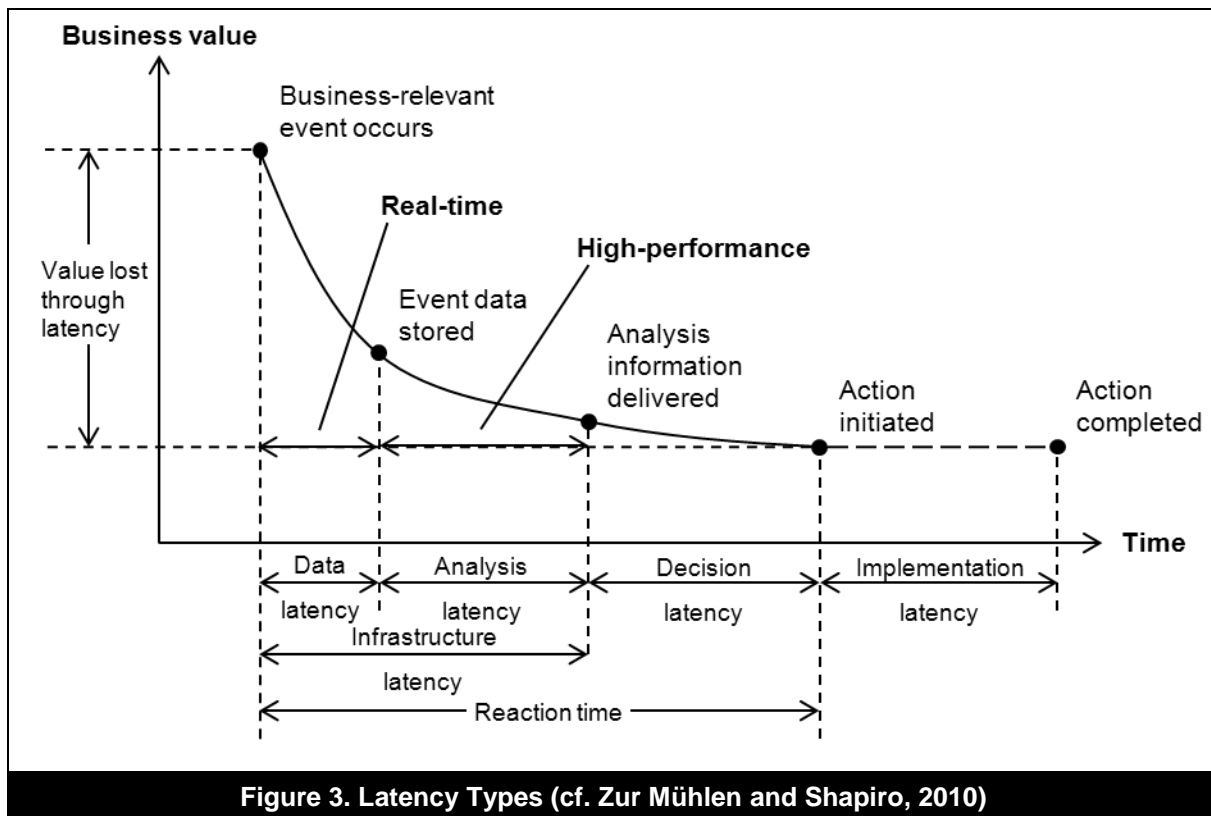 Business value
Business-relevant
event occurs
Real-time
High-performance
Value lost
through
latency
Event data
stored
Analysis
information
delivered
Action
initiated
Action
completed
Time
Data
latency
Analysis
latency
Decision
latency
Implementation
latency
Infrastructure
latency
Reaction time
Figure 3. Latency Types (cf. Zur Mühlen and Shapiro, 2010)